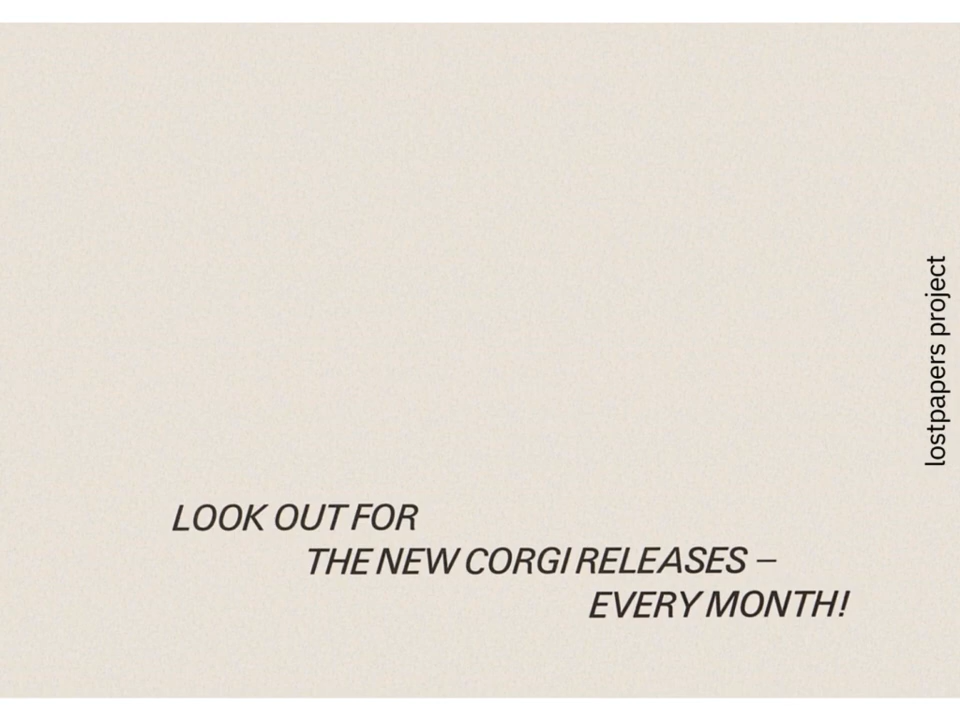 LOOK OUT FOR
THE NEW CORGI RELEASES –
EVERY MONTH!
lostpapers project